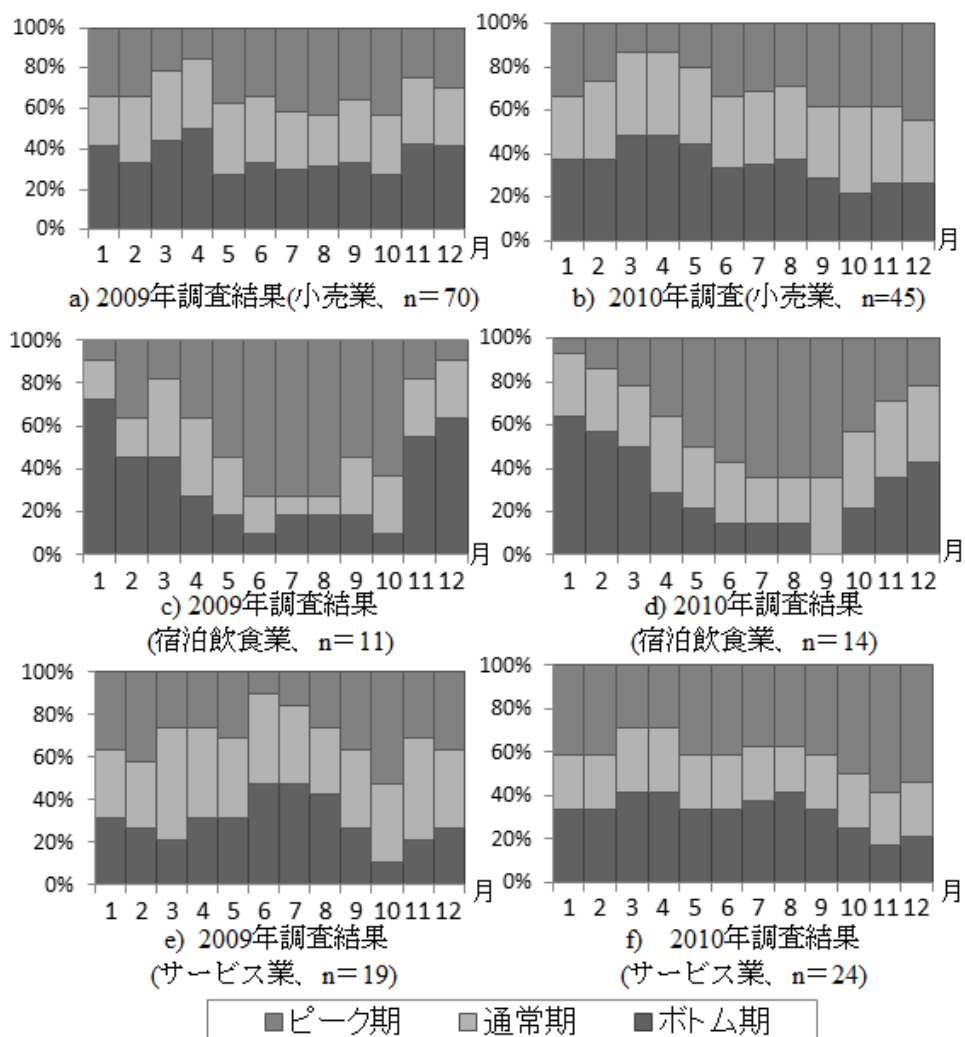 100%
80%
60%
40%
20%
0%
1 2 3 4 5 6 7 8 9 10 11 12 月
a) 2009年調査結果(小売業、n=70)
100%
80%
60%
40%
20%
0%
1 2 3 4 5 6 7 8 9 10 11 12 月
b) 2010年調査(小売業、n=45)
100%
80%
60%
40%
20%
0%
1 2 3 4 5 6 7 8 9 10 11 12 月
c) 2009年調査結果
(宿泊飲食業、n=11)
100%
80%
60%
40%
20%
0%
1 2 3 4 5 6 7 8 9 10 11 12 月
d) 2010年調査結果
(宿泊飲食業、n=14)
100%
80%
60%
40%
20%
0%
1 2 3 4 5 6 7 8 9 10 11 12 月
e) 2009年調査結果
(サービス業、n=19)
100%
80%
60%
40%
20%
0%
1 2 3 4 5 6 7 8 9 10 11 12 月
f) 2010年調査結果
(サービス業、n=24)
ピーク期 通常期 ボトム期